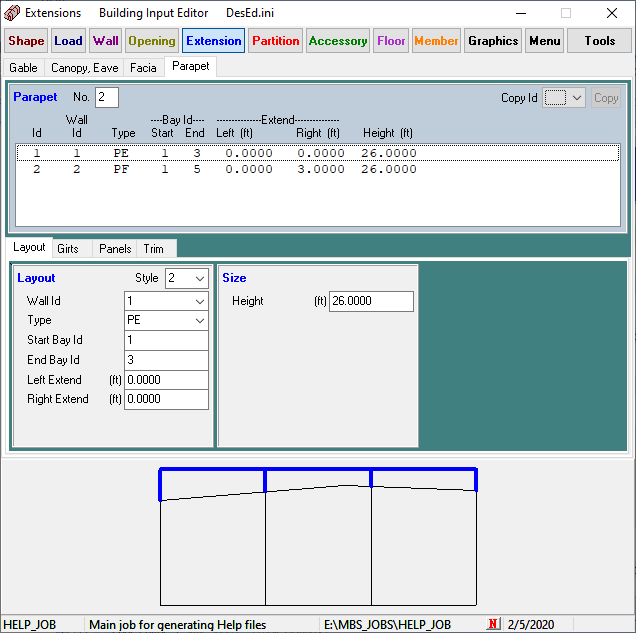 Extensions Building Input Editor DesEd.ini
Shape Load Wall Opening Extension Partition Accessory Floor Member Graphics Menu Tools
Gable Canopy, Eave Facia Parapet
Parapet No. 2 Copy Id Copy
Wall ----Bay Id---- --------------Extend--------------
Id Id Type Start End Left (ft) Right (ft) Height (ft)
1 1 PE 1 3 0.0000 0.0000 26.0000
2 2 PF 1 5 0.0000 3.0000 26.0000
Layout Girts Panels Trim
Layout Style 2 Size
Wall Id 1 Height (ft) 26.0000
Type PE
Start Bay Id 1
End Bay Id 3
Left Extend (ft) 0.0000
Right Extend (ft) 0.0000
HELP_JOB Main job for generating Help files E:\MBS_JOBS\HELP_JOB N 2/5/2020